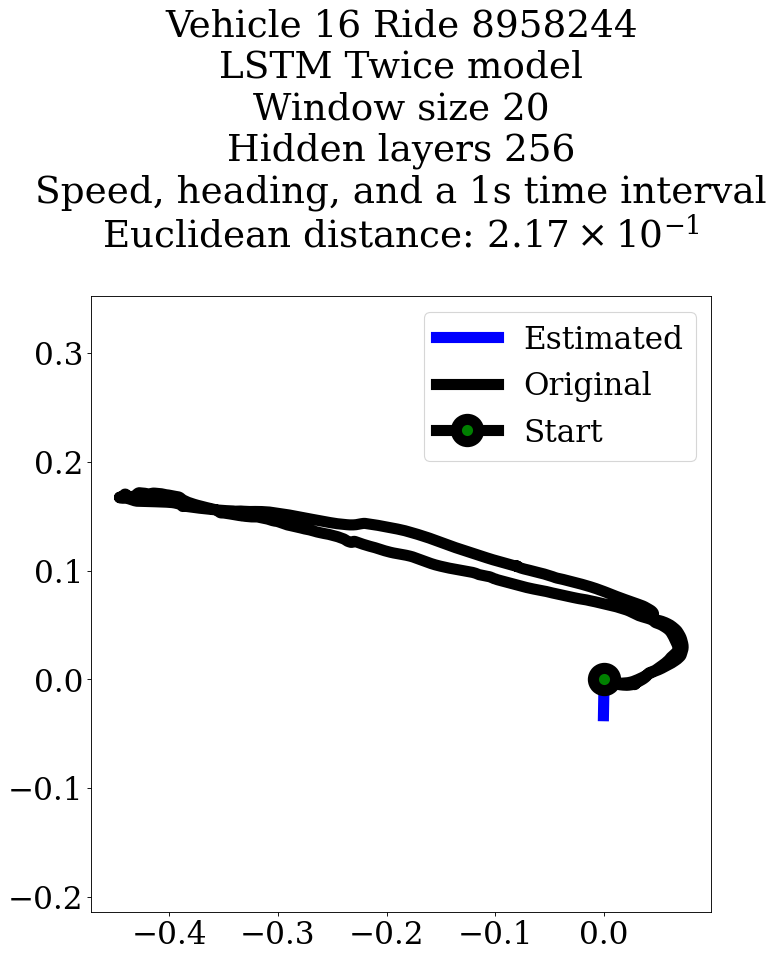 Vehicle 16 Ride 8958244
LSTM Twice model
Window size 20
Hidden layers 256
Speed, heading, and a 1s time interval
Euclidean distance: 2.17 × 10⁻¹
Estimated
Original
Start
0.3
0.2
0.1
0.0
−0.1
−0.2
−0.4 −0.3 −0.2 −0.1 0.0